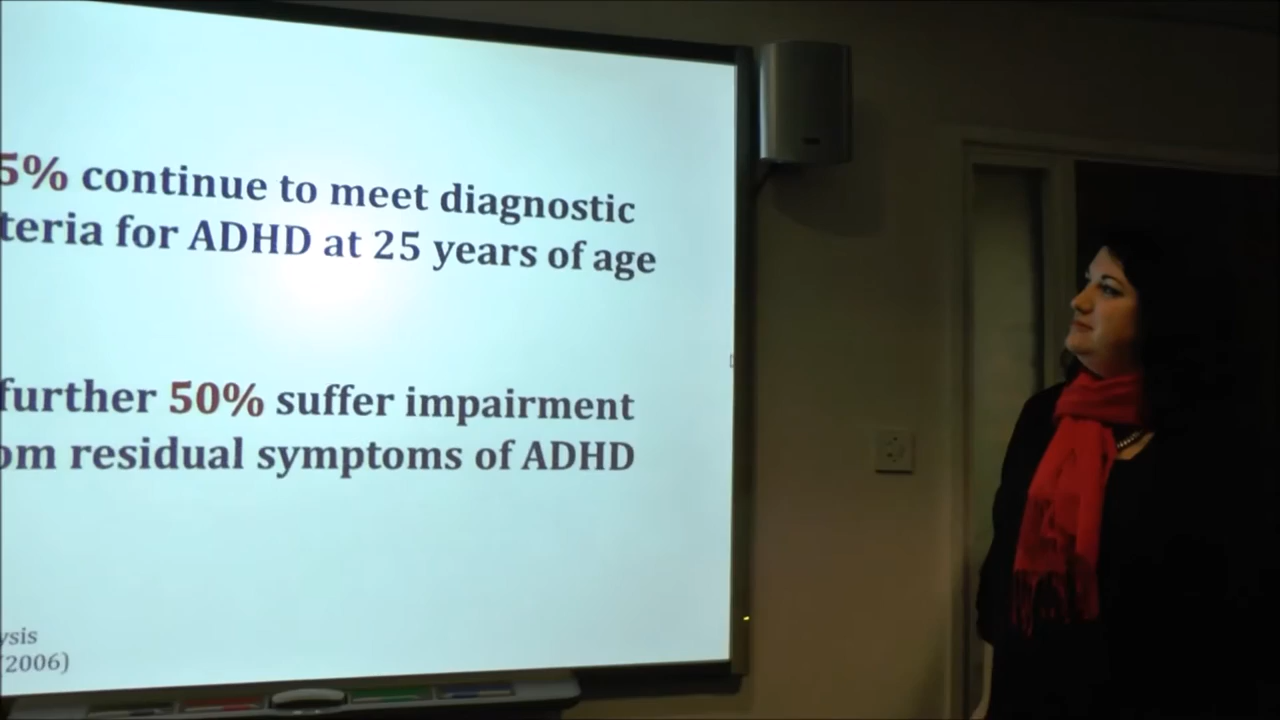 5% continue to meet diagnostic
teria for ADHD at 25 years of age
further 50% suffer impairment
om residual symptoms of ADHD
ysis
(2006)